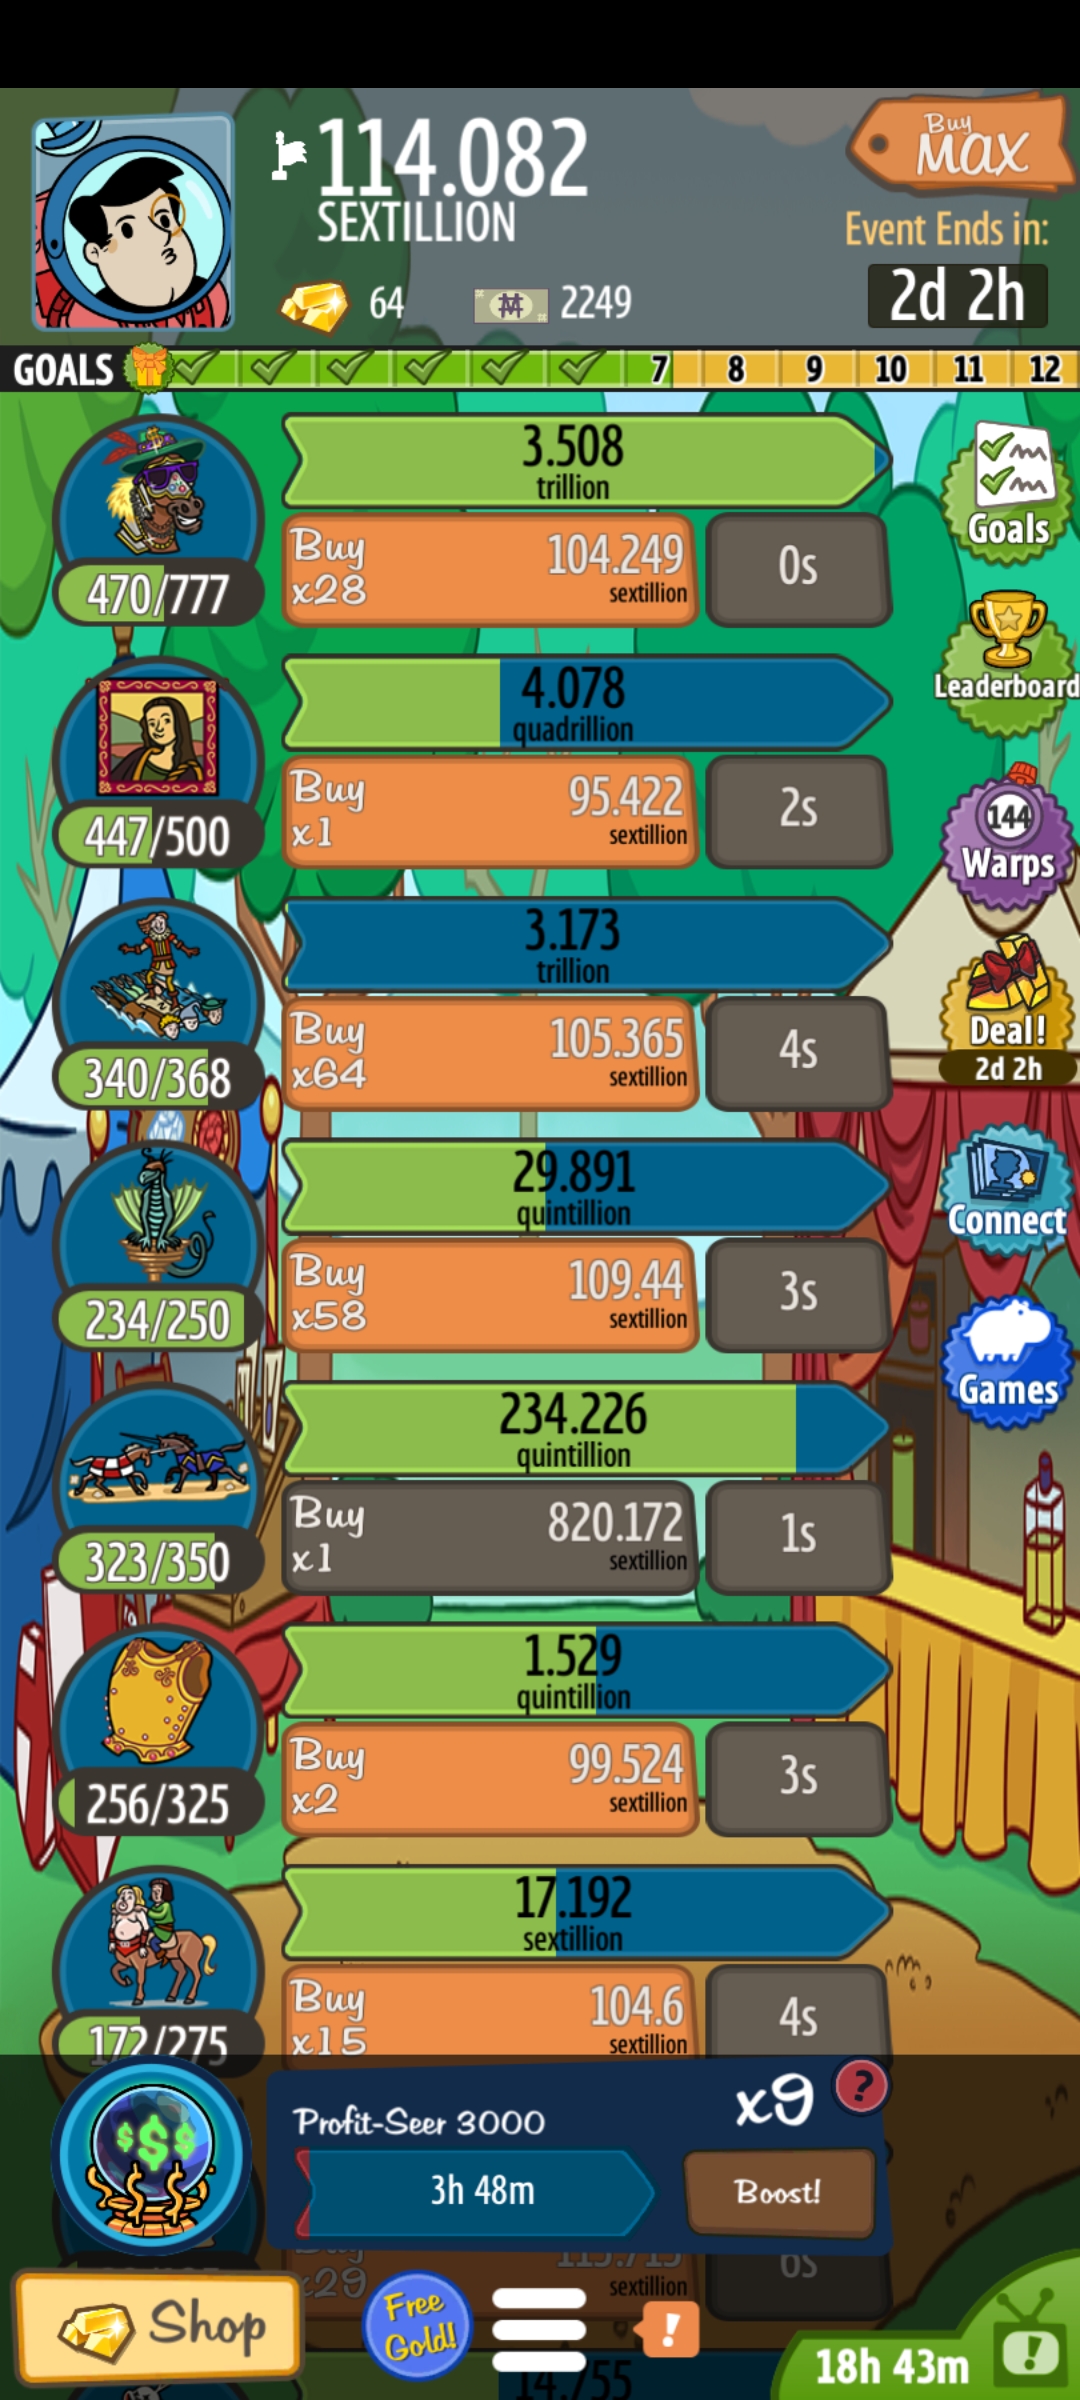 114.082
SEXTILLION
Buy
MAX
Event Ends in:
64
2249
2d 2h
GOALS
7 8 9 10 11 12
3.508
trillion
Buy
x28
104.249
sextillion
0s
470/777
Goals
4.078
quadrillion
Leaderboard
Buy
x1
95.422
sextillion
2s
447/500
144
Warps
3.173
trillion
Buy
x64
105.365
sextillion
4s
340/368
Deal!
2d 2h
29.891
quintillion
Connect
Buy
x58
109.44
sextillion
3s
234/250
Games
234.226
quintillion
Buy
x1
820.172
sextillion
1s
323/350
1.529
quintillion
Buy
x2
99.524
sextillion
3s
256/325
17.192
sextillion
Buy
x15
104.6
sextillion
4s
172/275
$$$
Profit-Seer 3000
x9
?
3h 48m
Boost!
Buy
x29
sextillion
6s
Shop
Free
Gold!
!
18h 43m
!
14.755